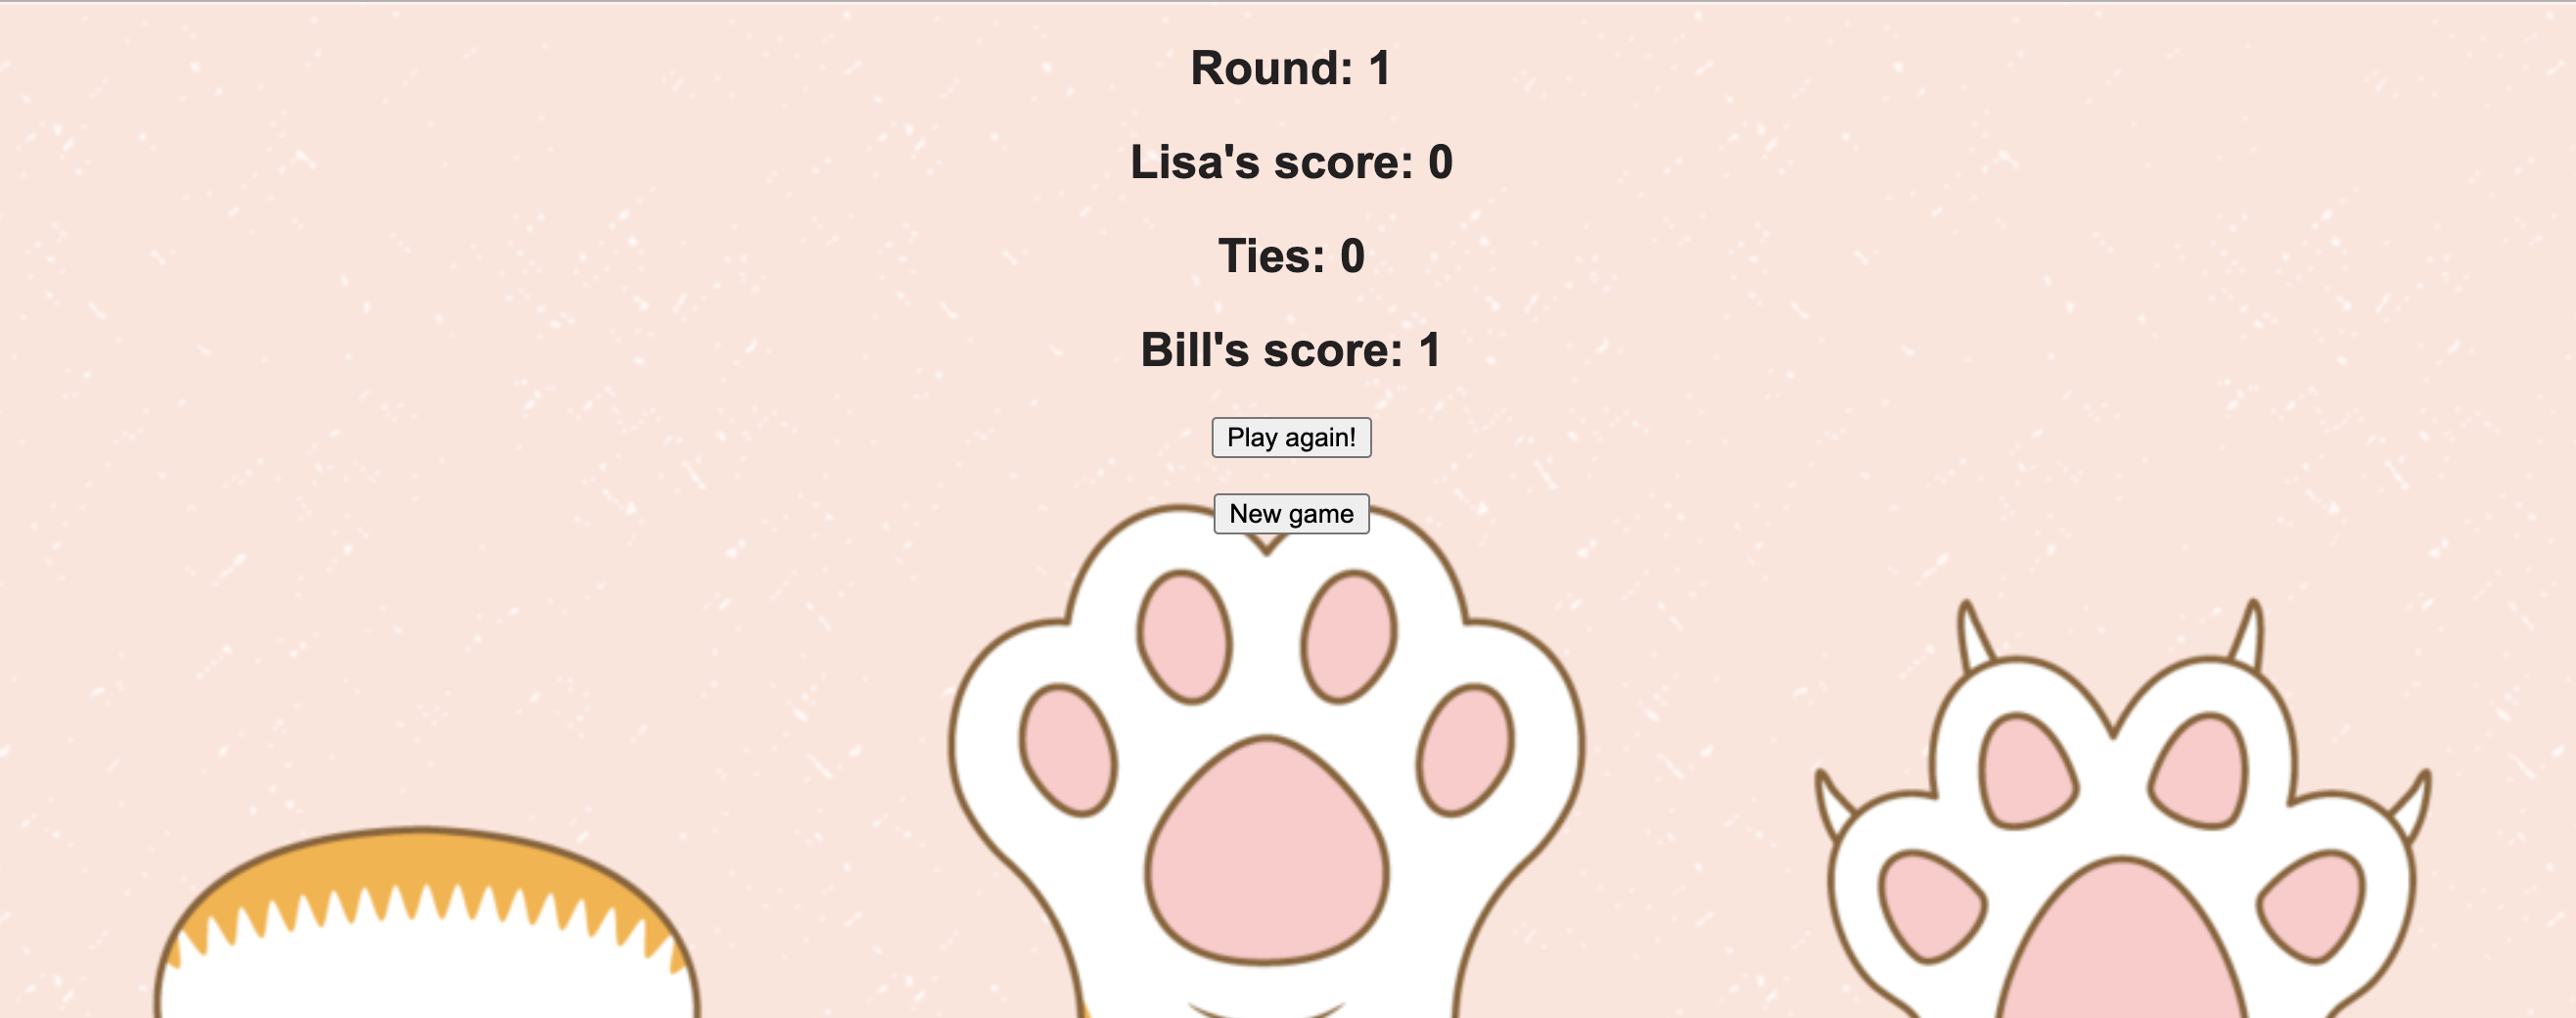 Round: 1
Lisa's score: 0
Ties: 0
Bill's score: 1
Play again!
New game